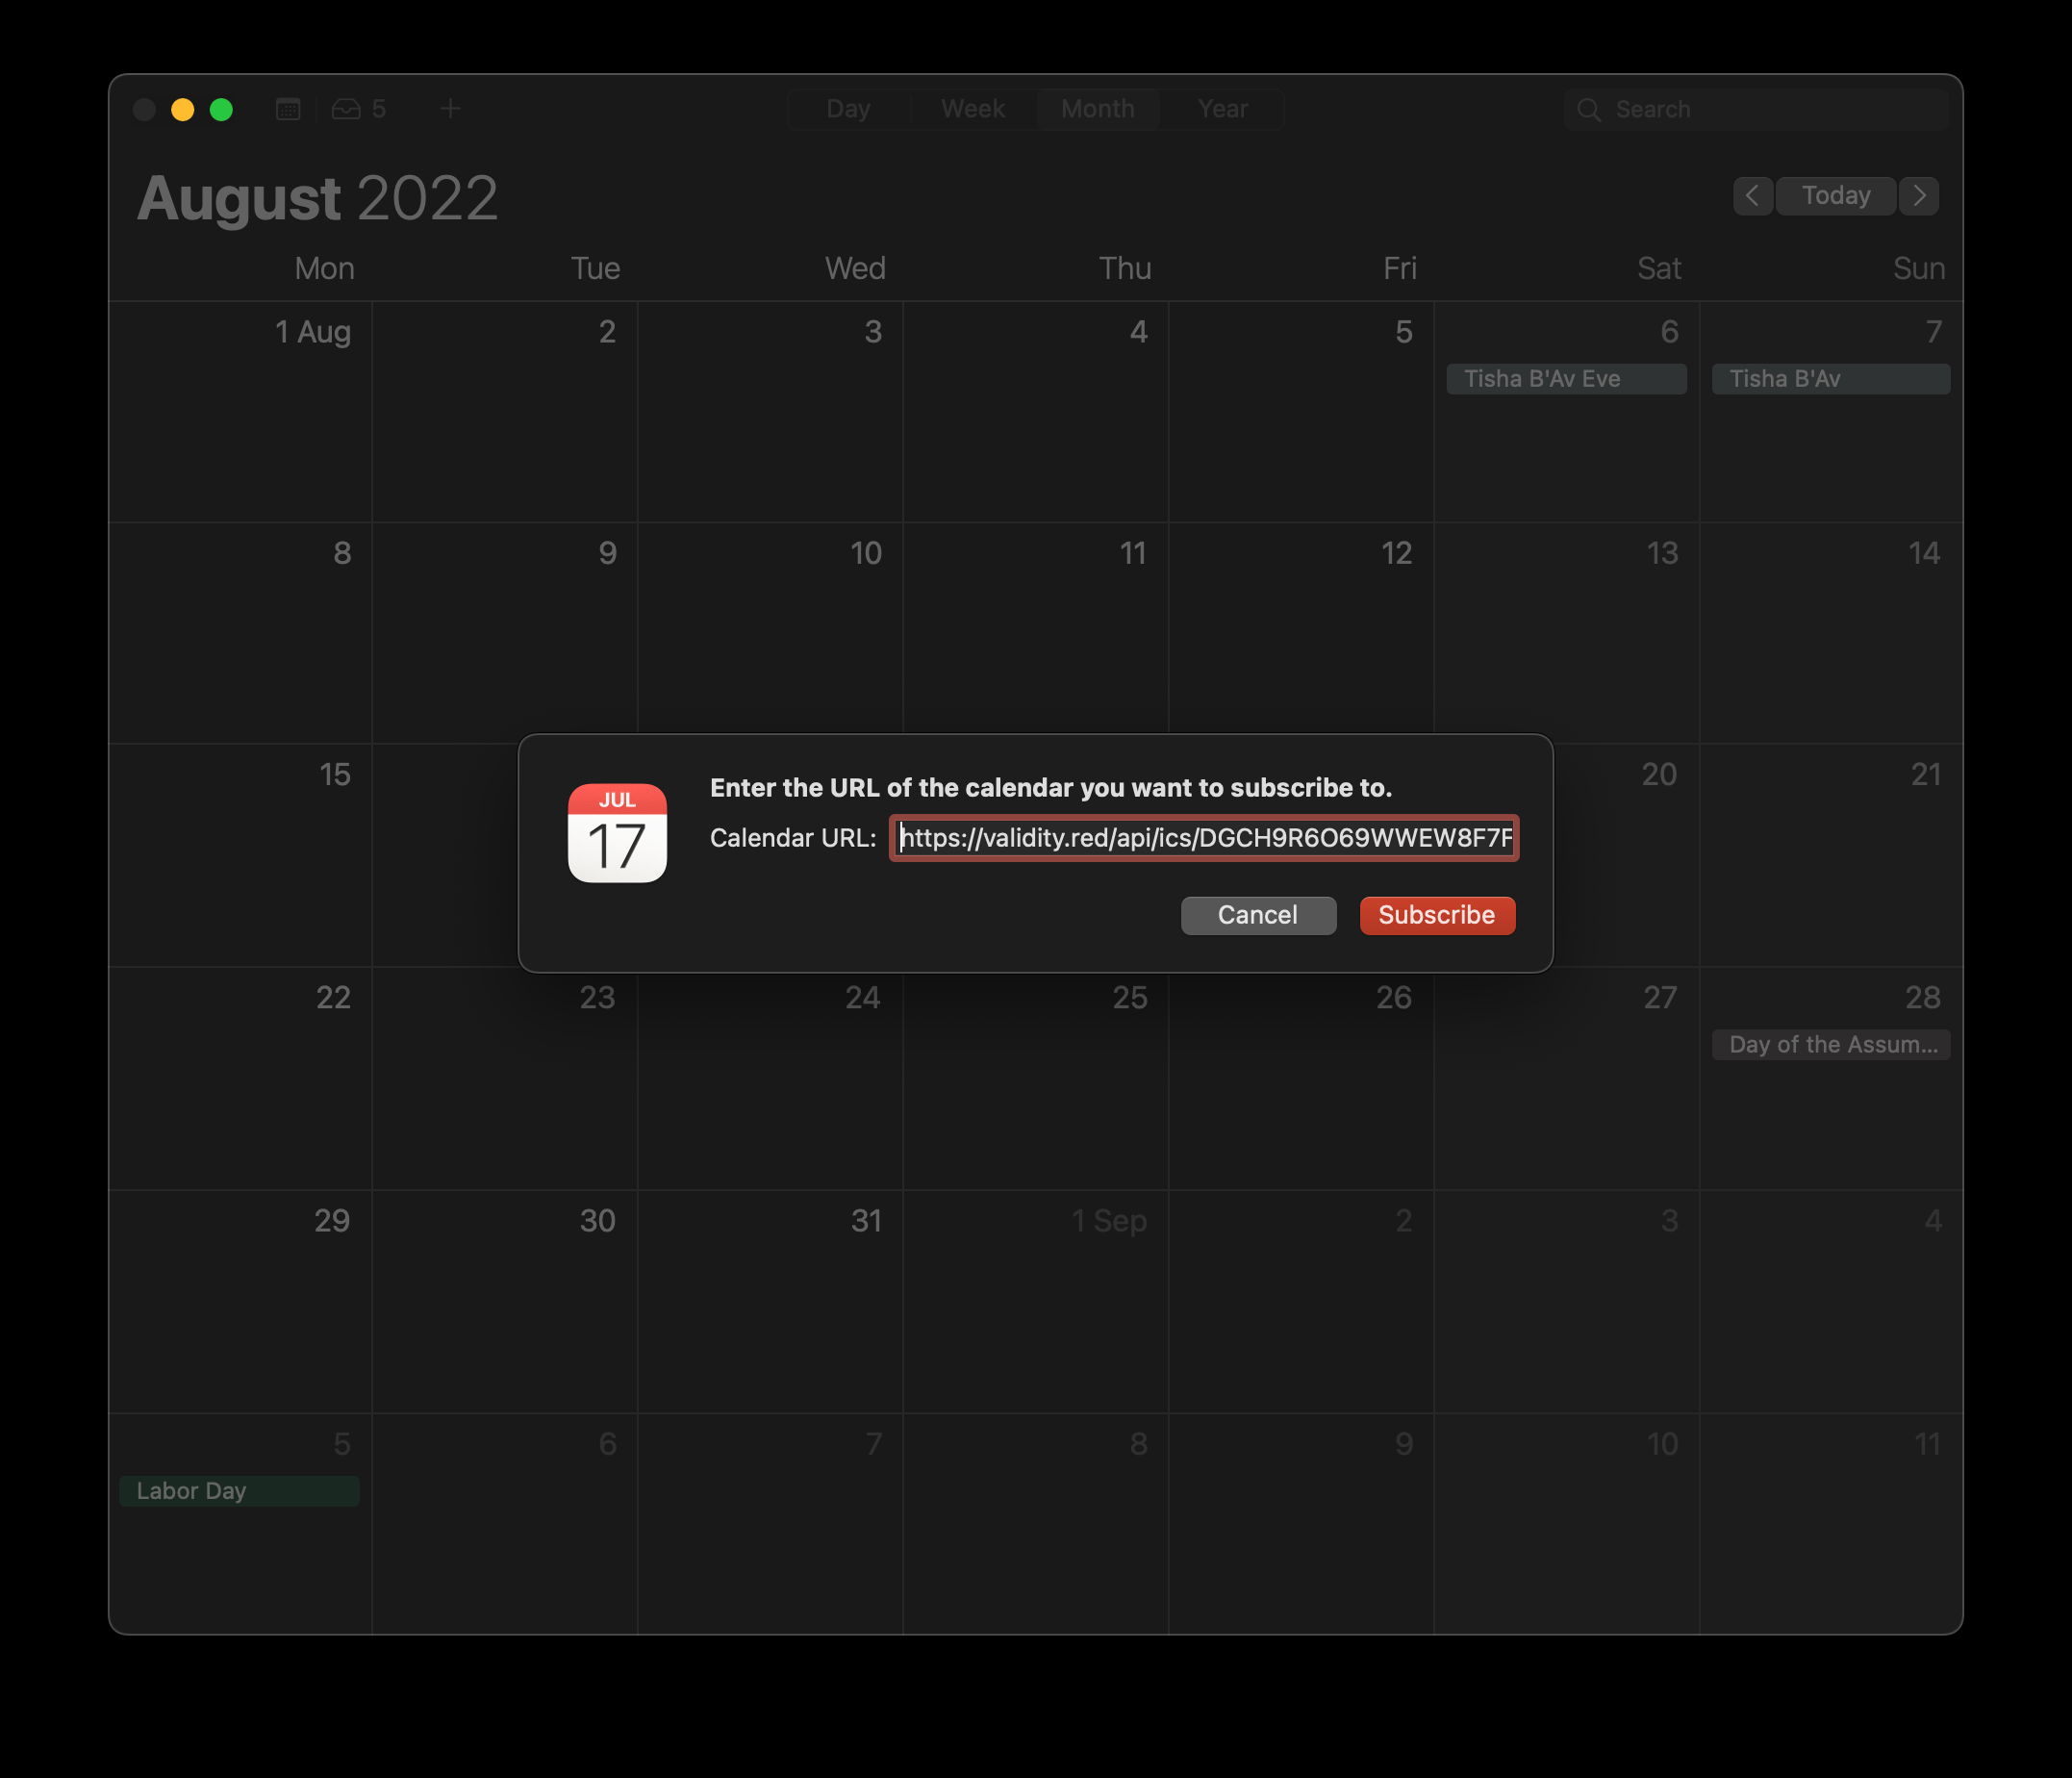 5 + Day Week Month Year Search
August 2022 Today
Mon Tue Wed Thu Fri Sat Sun
1 Aug 2 3 4 5 6 7
Tisha B'Av Eve Tisha B'Av
8 9 10 11 12 13 14
15 20 21
Enter the URL of the calendar you want to subscribe to.
JUL
17
Calendar URL: https://validity.red/api/ics/DGCH9R6O69WWEW8F7F
Cancel Subscribe
22 23 24 25 26 27 28
Day of the Assum...
29 30 31 1 Sep 2 3 4
5 6 7 8 9 10 11
Labor Day